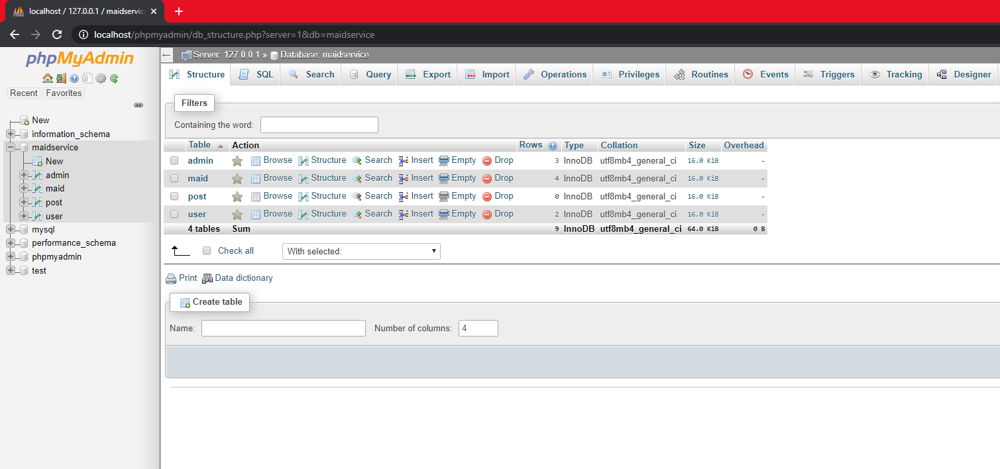 localhost / 127.0.0.1 / maidservic
localhost/phpmyadmin/db_structure.php?server=1&db=maidservice
phpMyAdmin
Recent Favorites
New
information_schema
maidservice
New
admin
maid
post
user
mysql
performance_schema
phpmyadmin
test
Server: 127.0.0.1 » Database: maidservice
Structure SQL Search Query Export Import Operations Privileges Routines Events Triggers Tracking Designer
Filters
Containing the word:
Table Action Rows Type Collation Size Overhead
admin Browse Structure Search Insert Empty Drop 3 InnoDB utf8mb4_general_ci 16.0 KiB -
maid Browse Structure Search Insert Empty Drop 4 InnoDB utf8mb4_general_ci 16.0 KiB -
post Browse Structure Search Insert Empty Drop 0 InnoDB utf8mb4_general_ci 16.0 KiB -
user Browse Structure Search Insert Empty Drop 2 InnoDB utf8mb4_general_ci 16.0 KiB -
4 tables Sum 9 InnoDB utf8mb4_general_ci 64.0 KiB 0 B
Check all With selected:
Print Data dictionary
Create table
Name: Number of columns: 4